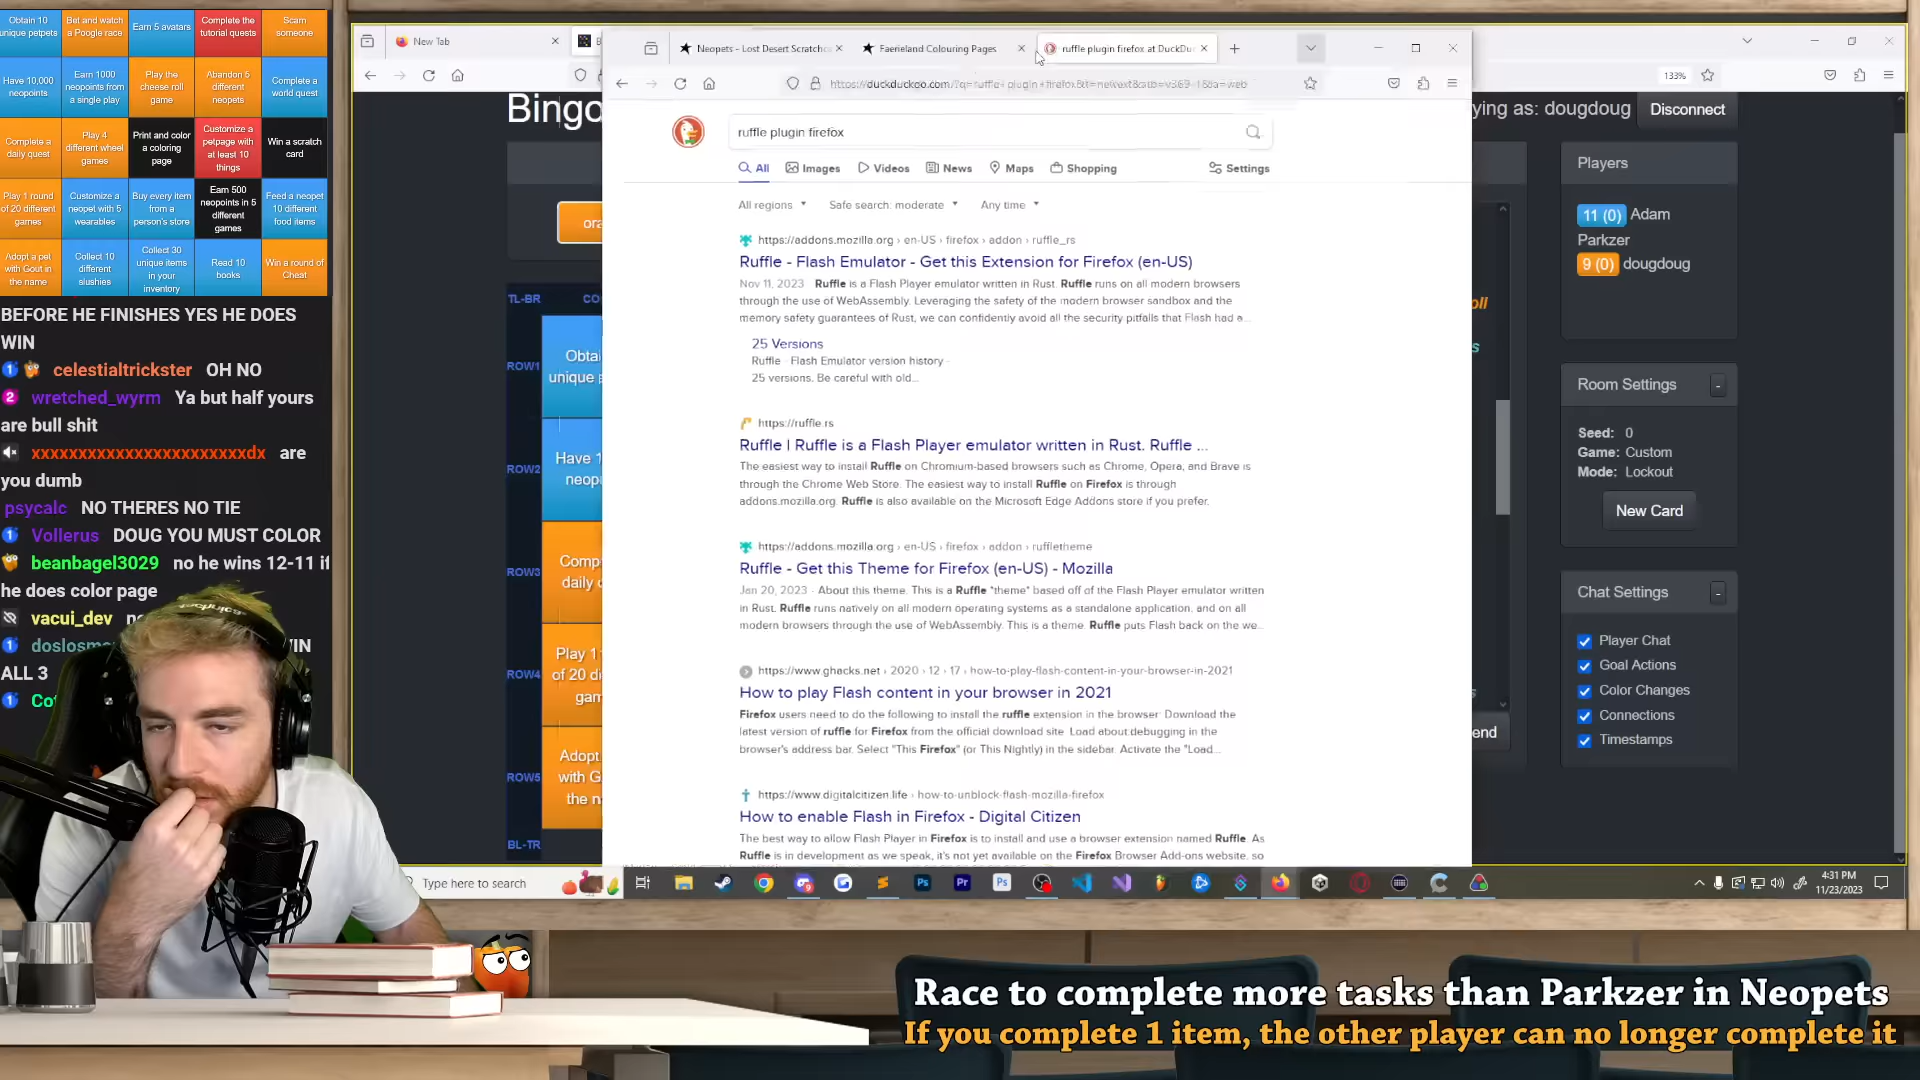 Obtain 10
unique petpets
Bet and watch
a Poogle race
Earn 5 avatars
Complete the
tutorial quests
Scam
someone
Have 10,000
neopoints
Earn 1000
neopoints from
a single play
Play the
cheese roll
game
Abandon 5
different
neopets
Complete a
world quest
Complete a
daily quest
Play 4
different wheel
games
Print and color
a coloring
page
Customize a
petpage with
at least 10
things
Win a scratch
card
Play 1 round
of 20 different
games
Customize a
neopet with 5
wearables
Buy every item
from a
person's store
Earn 500
neopoints in 5
different
games
Feed a neopet
10 different
food items
Adopt a pet
with Gout in
the name
Collect 10
different
slushies
Collect 30
unique items
in your
inventory
Read 10
books
Win a round of
Cheat
BEFORE HE FINISHES YES HE DOES
WIN
celestialtrickster OH NO
wretched_wyrm Ya but half yours
are bull shit
xxxxxxxxxxxxxxxxxxxxxxxdx are
you dumb
psycalc NO THERES NO TIE
Vollerus DOUG YOU MUST COLOR
beanbagel3029 no he wins 12-11 if
he does color page
vacui_dev
ALL 3
New Tab
Neopets - Lost Desert Scratchc
Faerieland Colouring Pages
ruffle plugin firefox at DuckDu
133%
Bingo
ying as: dougdoug
Disconnect
ora
TL-BR
ROW1
Obta
unique p
ROW2
Have 1
neop
ROW3
Comp
daily
ROW4
Play 1
of 20 di
gam
ROW5
Adopt
with G
the n
BL-TR
ruffle plugin firefox
All
Images
Videos
News
Maps
Shopping
Settings
All regions
Safe search: moderate
Any time
https://addons.mozilla.org › en-US › firefox › addon › ruffle_rs
Ruffle - Flash Emulator - Get this Extension for Firefox (en-US)
Nov 11, 2023 Ruffle is a Flash Player emulator written in Rust. Ruffle runs on all modern browsers
through the use of WebAssembly. Leveraging the safety of the modern browser sandbox and the
memory safety guarantees of Rust, we can confidently avoid all the security pitfalls that Flash had a...
25 Versions
Ruffle - Flash Emulator version history -
25 versions. Be careful with old...
https://ruffle.rs
Ruffle | Ruffle is a Flash Player emulator written in Rust. Ruffle ...
The easiest way to install Ruffle on Chromium-based browsers such as Chrome, Opera, and Brave is
through the Chrome Web Store. The easiest way to install Ruffle on Firefox is through
addons.mozilla.org. Ruffle is also available on the Microsoft Edge Addons store if you prefer.
https://addons.mozilla.org › en-US › firefox › addon › ruffletheme
Ruffle - Get this Theme for Firefox (en-US) - Mozilla
Jan 20, 2023 · About this theme. This is a Ruffle "theme" based off of the Flash Player emulator written
in Rust. Ruffle runs natively on all modern operating systems as a standalone application, and on all
modern browsers through the use of WebAssembly. This is a theme. Ruffle puts Flash back on the we...
https://www.ghacks.net › 2020 › 12 › 17 › how-to-play-flash-content-in-your-browser-in-2021
How to play Flash content in your browser in 2021
Firefox users need to do the following to install the ruffle extension in the browser: Download the
latest version of ruffle for Firefox from the official download site. Load about:debugging in the
browser's address bar. Select "This Firefox" (or This Nightly) in the sidebar. Activate the "Load...
https://www.digitalcitizen.life › how-to-unblock-flash-mozilla-firefox
How to enable Flash in Firefox - Digital Citizen
The best way to allow Flash Player in Firefox is to install and use a browser extension named Ruffle. As
Ruffle is in development as we speak, it's not yet available on the Firefox Browser Add-ons website, so
end
Players
11 (0) Adam
Parkzer
9 (0) dougdoug
Room Settings
-
Seed: 0
Game: Custom
Mode: Lockout
New Card
Chat Settings
-
Player Chat
Goal Actions
Color Changes
Connections
Timestamps
Type here to search
4:31 PM
11/23/2023
Race to complete more tasks than Parkzer in Neopets
If you complete 1 item, the other player can no longer complete it